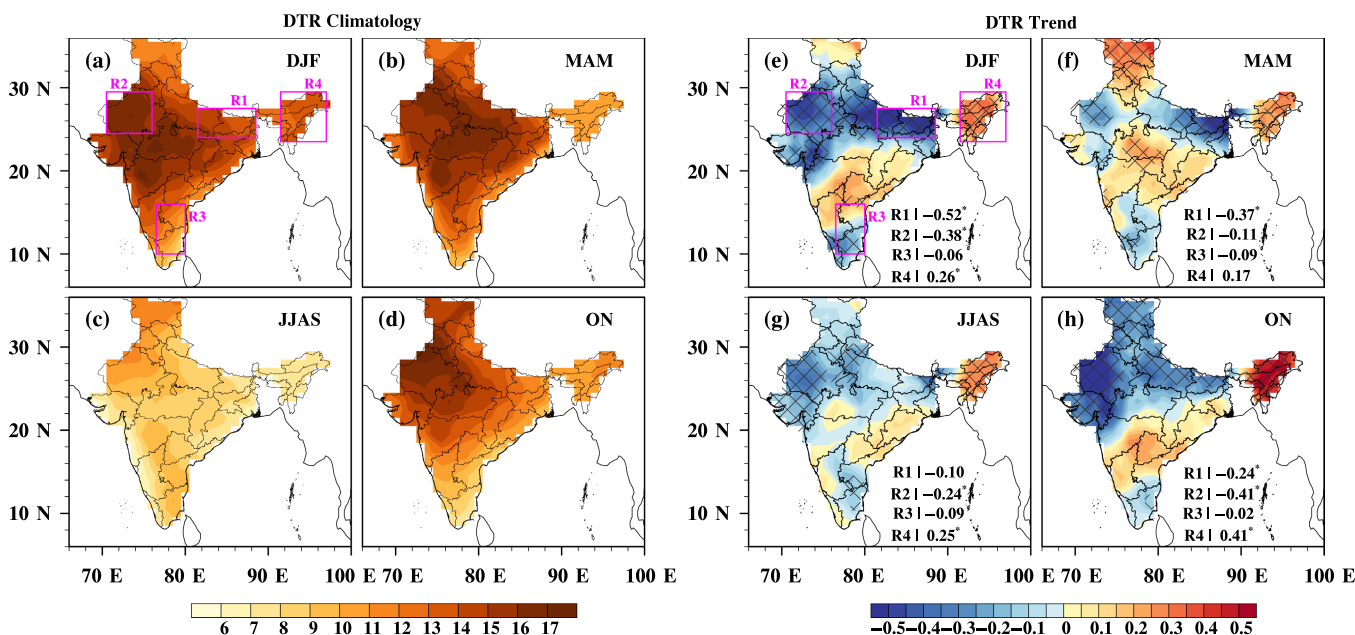 DTR Climatology
DTR Trend
(a) DJF
R2
R4
R1
R3
(b) MAM
(e) DJF
R2
R4
R1
R3
R1 | −0.52*
R2 | −0.38*
R3 | −0.06
R4 | 0.26*
(f) MAM
R1 | −0.37*
R2 | −0.11
R3 | −0.09
R4 | 0.17
30 N
20 N
10 N
30 N
20 N
10 N
(c) JJAS
(d) ON
(g) JJAS
R1 | −0.10
R2 | −0.24*
R3 | −0.09
R4 | 0.25*
(h) ON
R1 | −0.24*
R2 | −0.41*
R3 | −0.02
R4 | 0.41*
30 N
20 N
10 N
30 N
20 N
10 N
70 E 80 E 90 E 100 E 70 E 80 E 90 E 100 E
70 E 80 E 90 E 100 E 70 E 80 E 90 E 100 E
6 7 8 9 10 11 12 13 14 15 16 17
−0.5 −0.4 −0.3 −0.2 −0.1 0 0.1 0.2 0.3 0.4 0.5